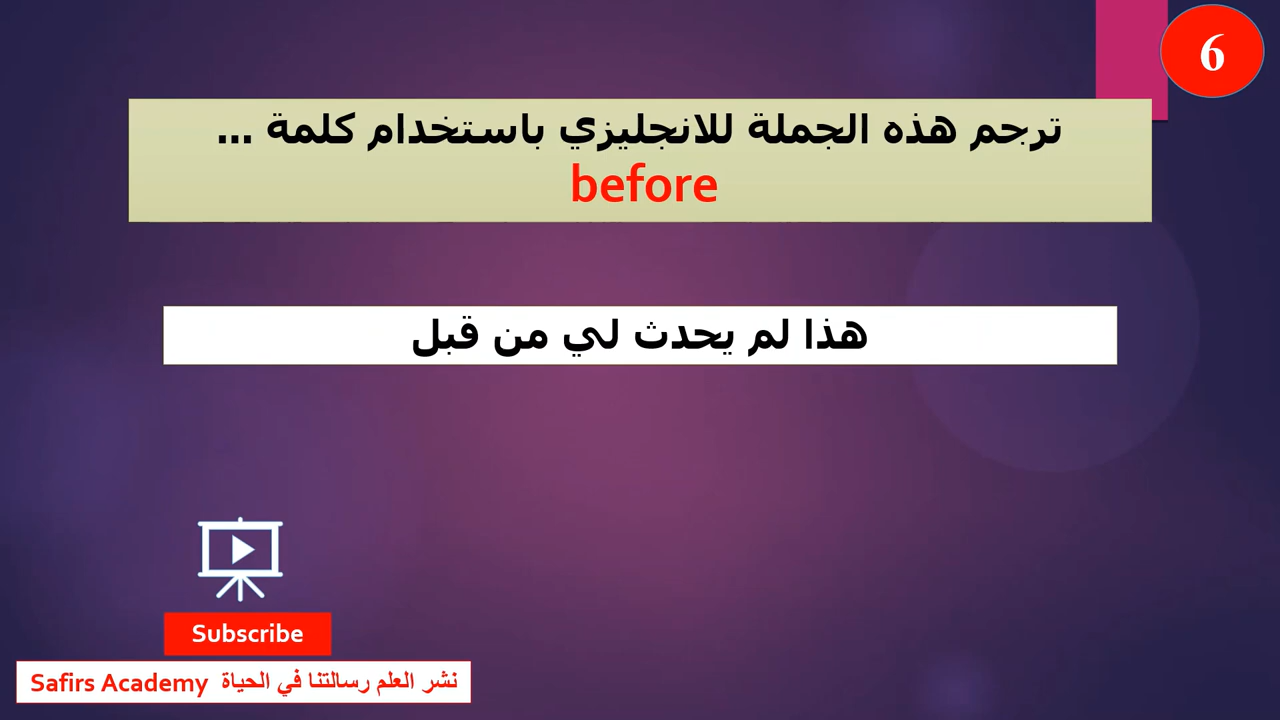 6
ترجم هذه الجملة للانجليزي باستخدام كلمة ...
before
هذا لم يحدث لي من قبل
Subscribe
Safirs Academy نشر العلم رسالتنا في الحياة